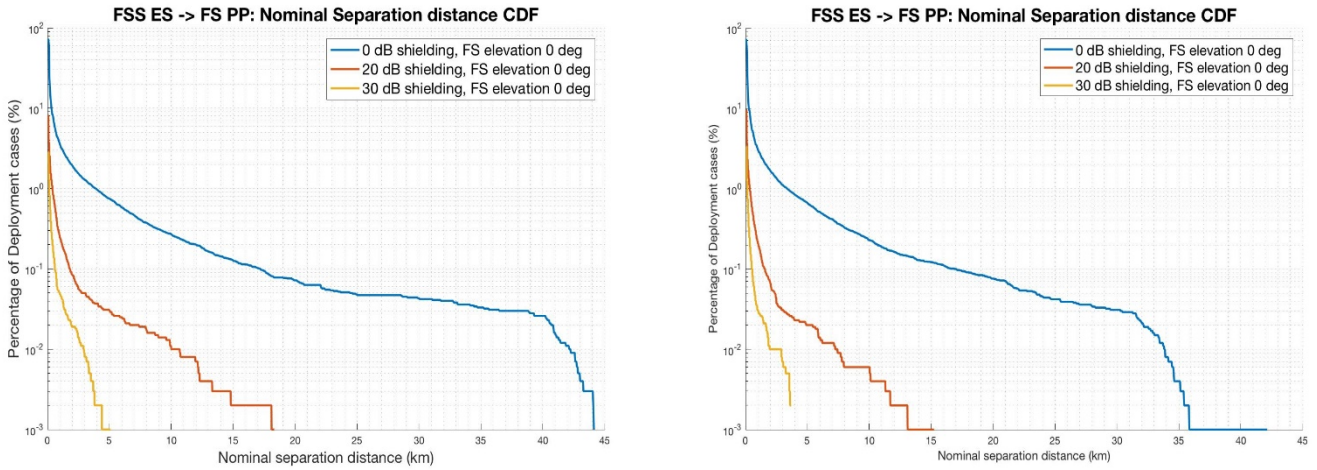 FSS ES -> FS PP: Nominal Separation distance CDF
0 dB shielding, FS elevation 0 deg
20 dB shielding, FS elevation 0 deg
30 dB shielding, FS elevation 0 deg
Percentage of Deployment cases (%)
10^2
10^1
10^0
10^-1
10^-2
10^-3
0 5 10 15 20 25 30 35 40 45
Nominal separation distance (km)
FSS ES -> FS PP: Nominal Separation distance CDF
0 dB shielding, FS elevation 0 deg
20 dB shielding, FS elevation 0 deg
30 dB shielding, FS elevation 0 deg
Percentage of Deployment cases (%)
10^2
10^1
10^0
10^-1
10^-2
10^-3
0 5 10 15 20 25 30 35 40 45
Nominal separation distance (km)